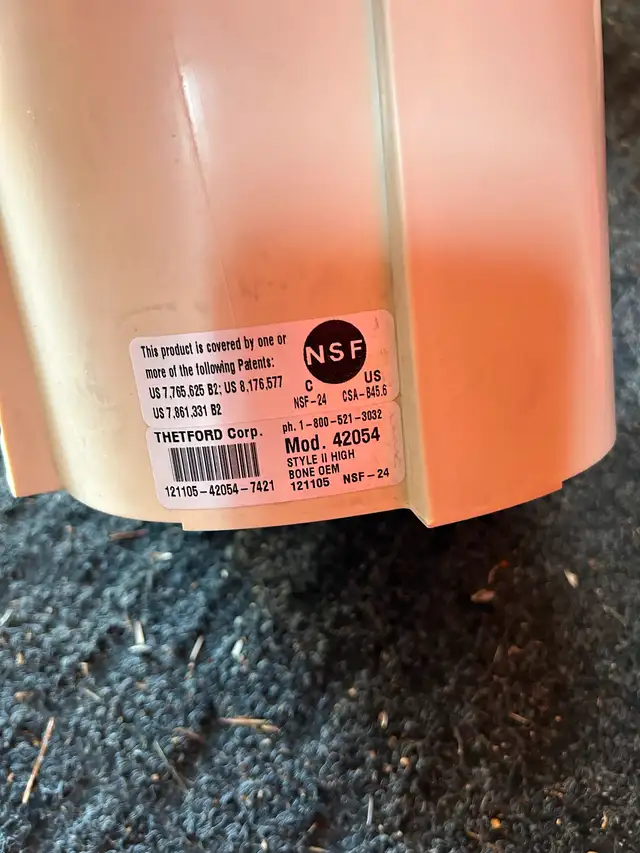 This product is covered by one or
more of the following Patents:
US 7,765,625 B2; US 8,176,577
US 7,861,331 B2
NSF
C US
NSF-24 CSA-B45.6
THETFORD Corp.
121105-42054-7421
ph. 1-800-521-3032
Mod. 42054
STYLE II HIGH
BONE OEM
121105 NSF-24